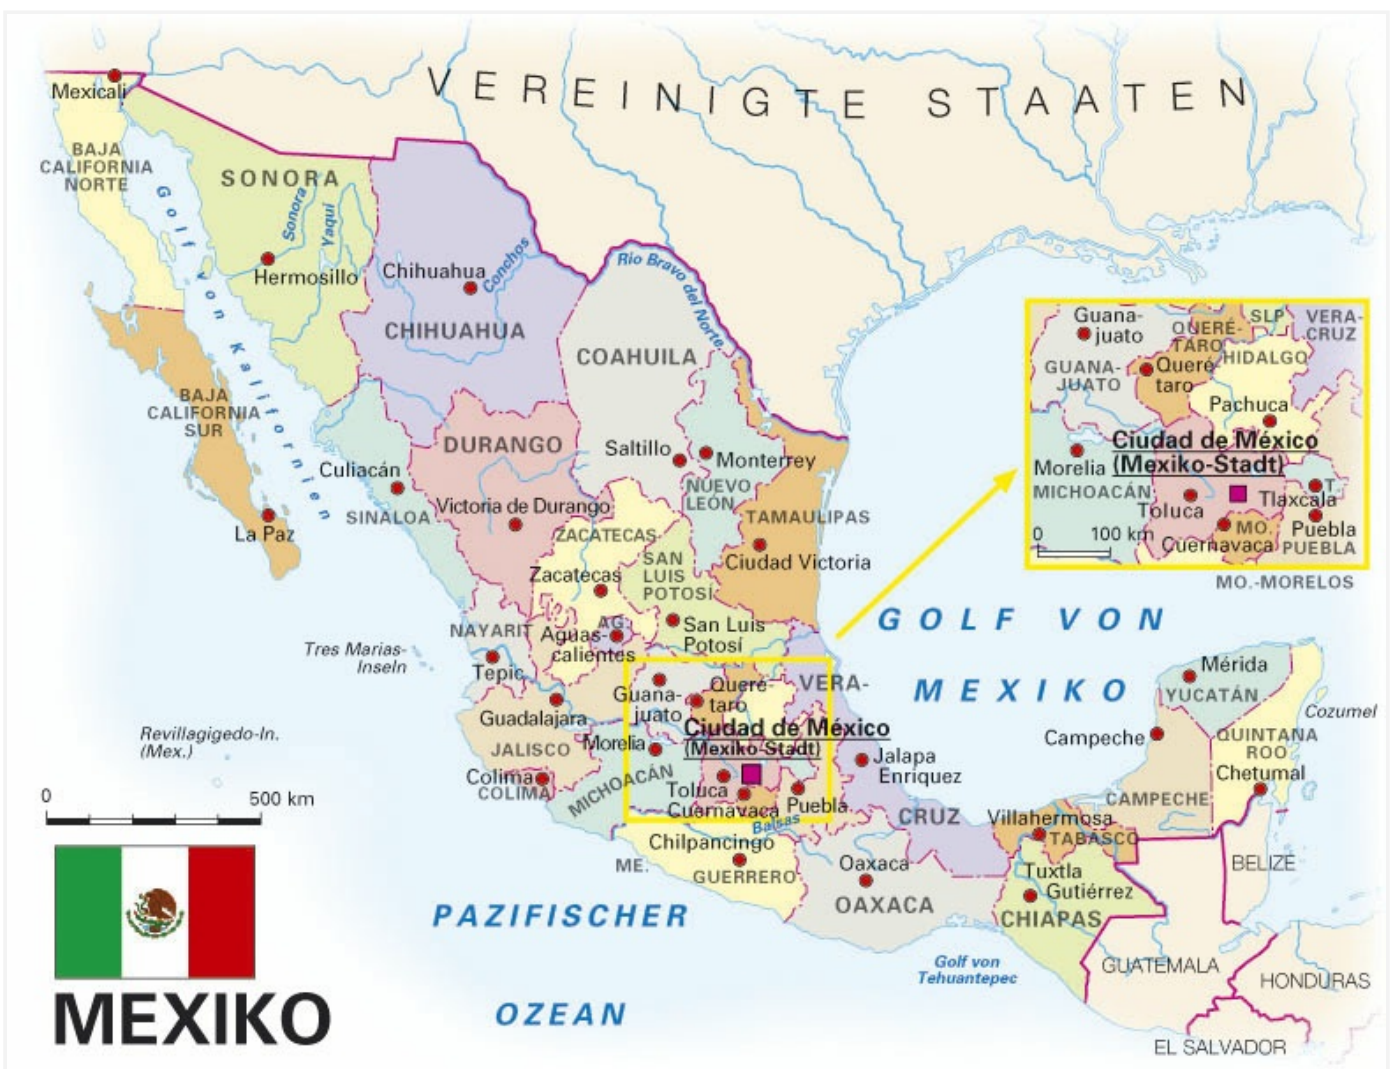 VEREINIGTE STAATEN
Mexicali
BAJA
CALIFORNIA
NORTE
SONORA
Sonora
Yaqui
Hermosillo
Golf von Kalifornien
Chihuahua
Conchos
CHIHUAHUA
Rio Bravo del Norte
COAHUILA
BAJA
CALIFORNIA
SUR
La Paz
DURANGO
Saltillo
Monterrey
NUEVO
LEÓN
Culiacán
SINALOA
Victoria de Durango
ZACATECAS
TAMAULIPAS
Ciudad Victoria
SAN
LUIS
POTOSÍ
Zacatecas
San Luis
Potosí
NAYARIT
AG.
Aguas-
calientes
Tres Marias-
Inseln
Tepic
Guadalajara
JALISCO
Guana-
juato
Queré-
taro
VERA-
CRUZ
Ciudad de México
(Mexiko-Stadt)
Morelia
MICHOACÁN
Colima
COLIMA
Toluca
Cuernavaca
Puebla
Balsas
Jalapa
Enriquez
Revillagigedo-In.
(Mex.)
0 500 km
Chilpancingo
ME.
GUERRERO
Oaxaca
OAXACA
Villahermosa
TABASCO
Tuxtla
Gutiérrez
CHIAPAS
Campeche
CAMPECHE
Mérida
YUCATÁN
Cozumel
QUINTANA
ROO
Chetumal
BELIZE
GUATEMALA
HONDURAS
EL SALVADOR
GOLF VON
MEXIKO
PAZIFISCHER
OZEAN
Golf von
Tehuantepec
MEXIKO
Guana-
juato
GUANA-
JUATO
QUERÉ-
TARO
Queré-
taro
SLP
VERA-
CRUZ
HIDALGO
Pachuca
Ciudad de México
(Mexiko-Stadt)
Morelia
MICHOACÁN
Toluca
T.
Tlaxcala
Puebla
PUEBLA
MO.
Cuernavaca
0 100 km
MO.-MORELOS